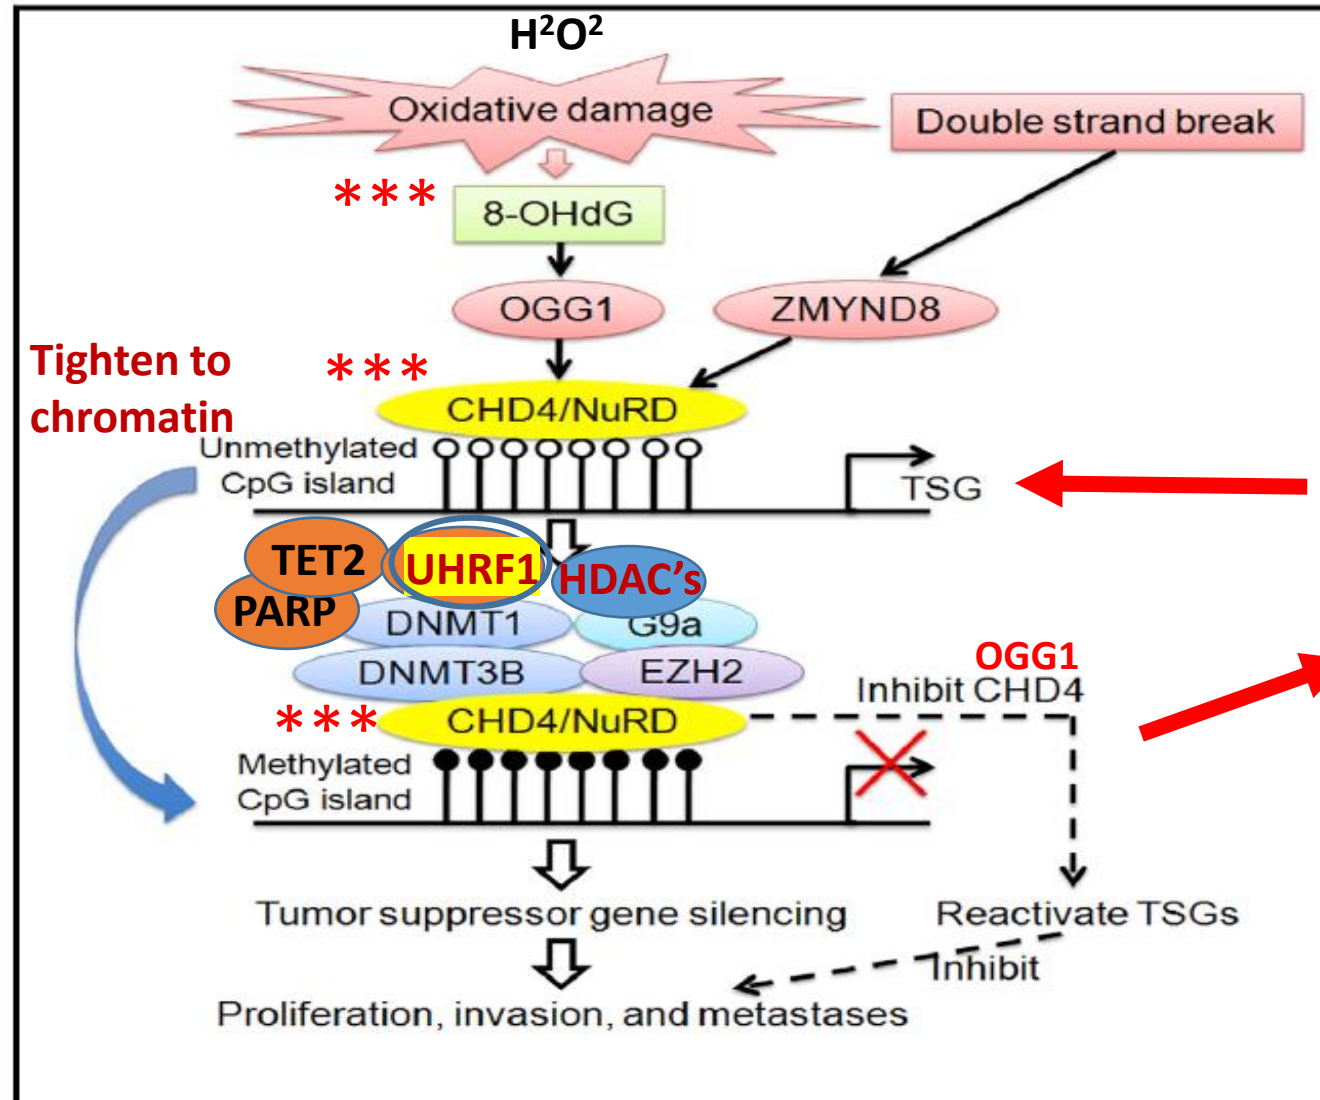 H²O²
Oxidative damage
Double strand break
***
8-OHdG
OGG1
ZMYND8
Tighten to
chromatin
***
CHD4/NuRD
Unmethylated
CpG island
TSG
TET2
UHRF1
HDAC's
PARP
DNMT1
G9a
DNMT3B
EZH2
OGG1
Inhibit CHD4
***
CHD4/NuRD
Methylated
CpG island
Tumor suppressor gene silencing
Reactivate TSGs
Inhibit
Proliferation, invasion, and metastases